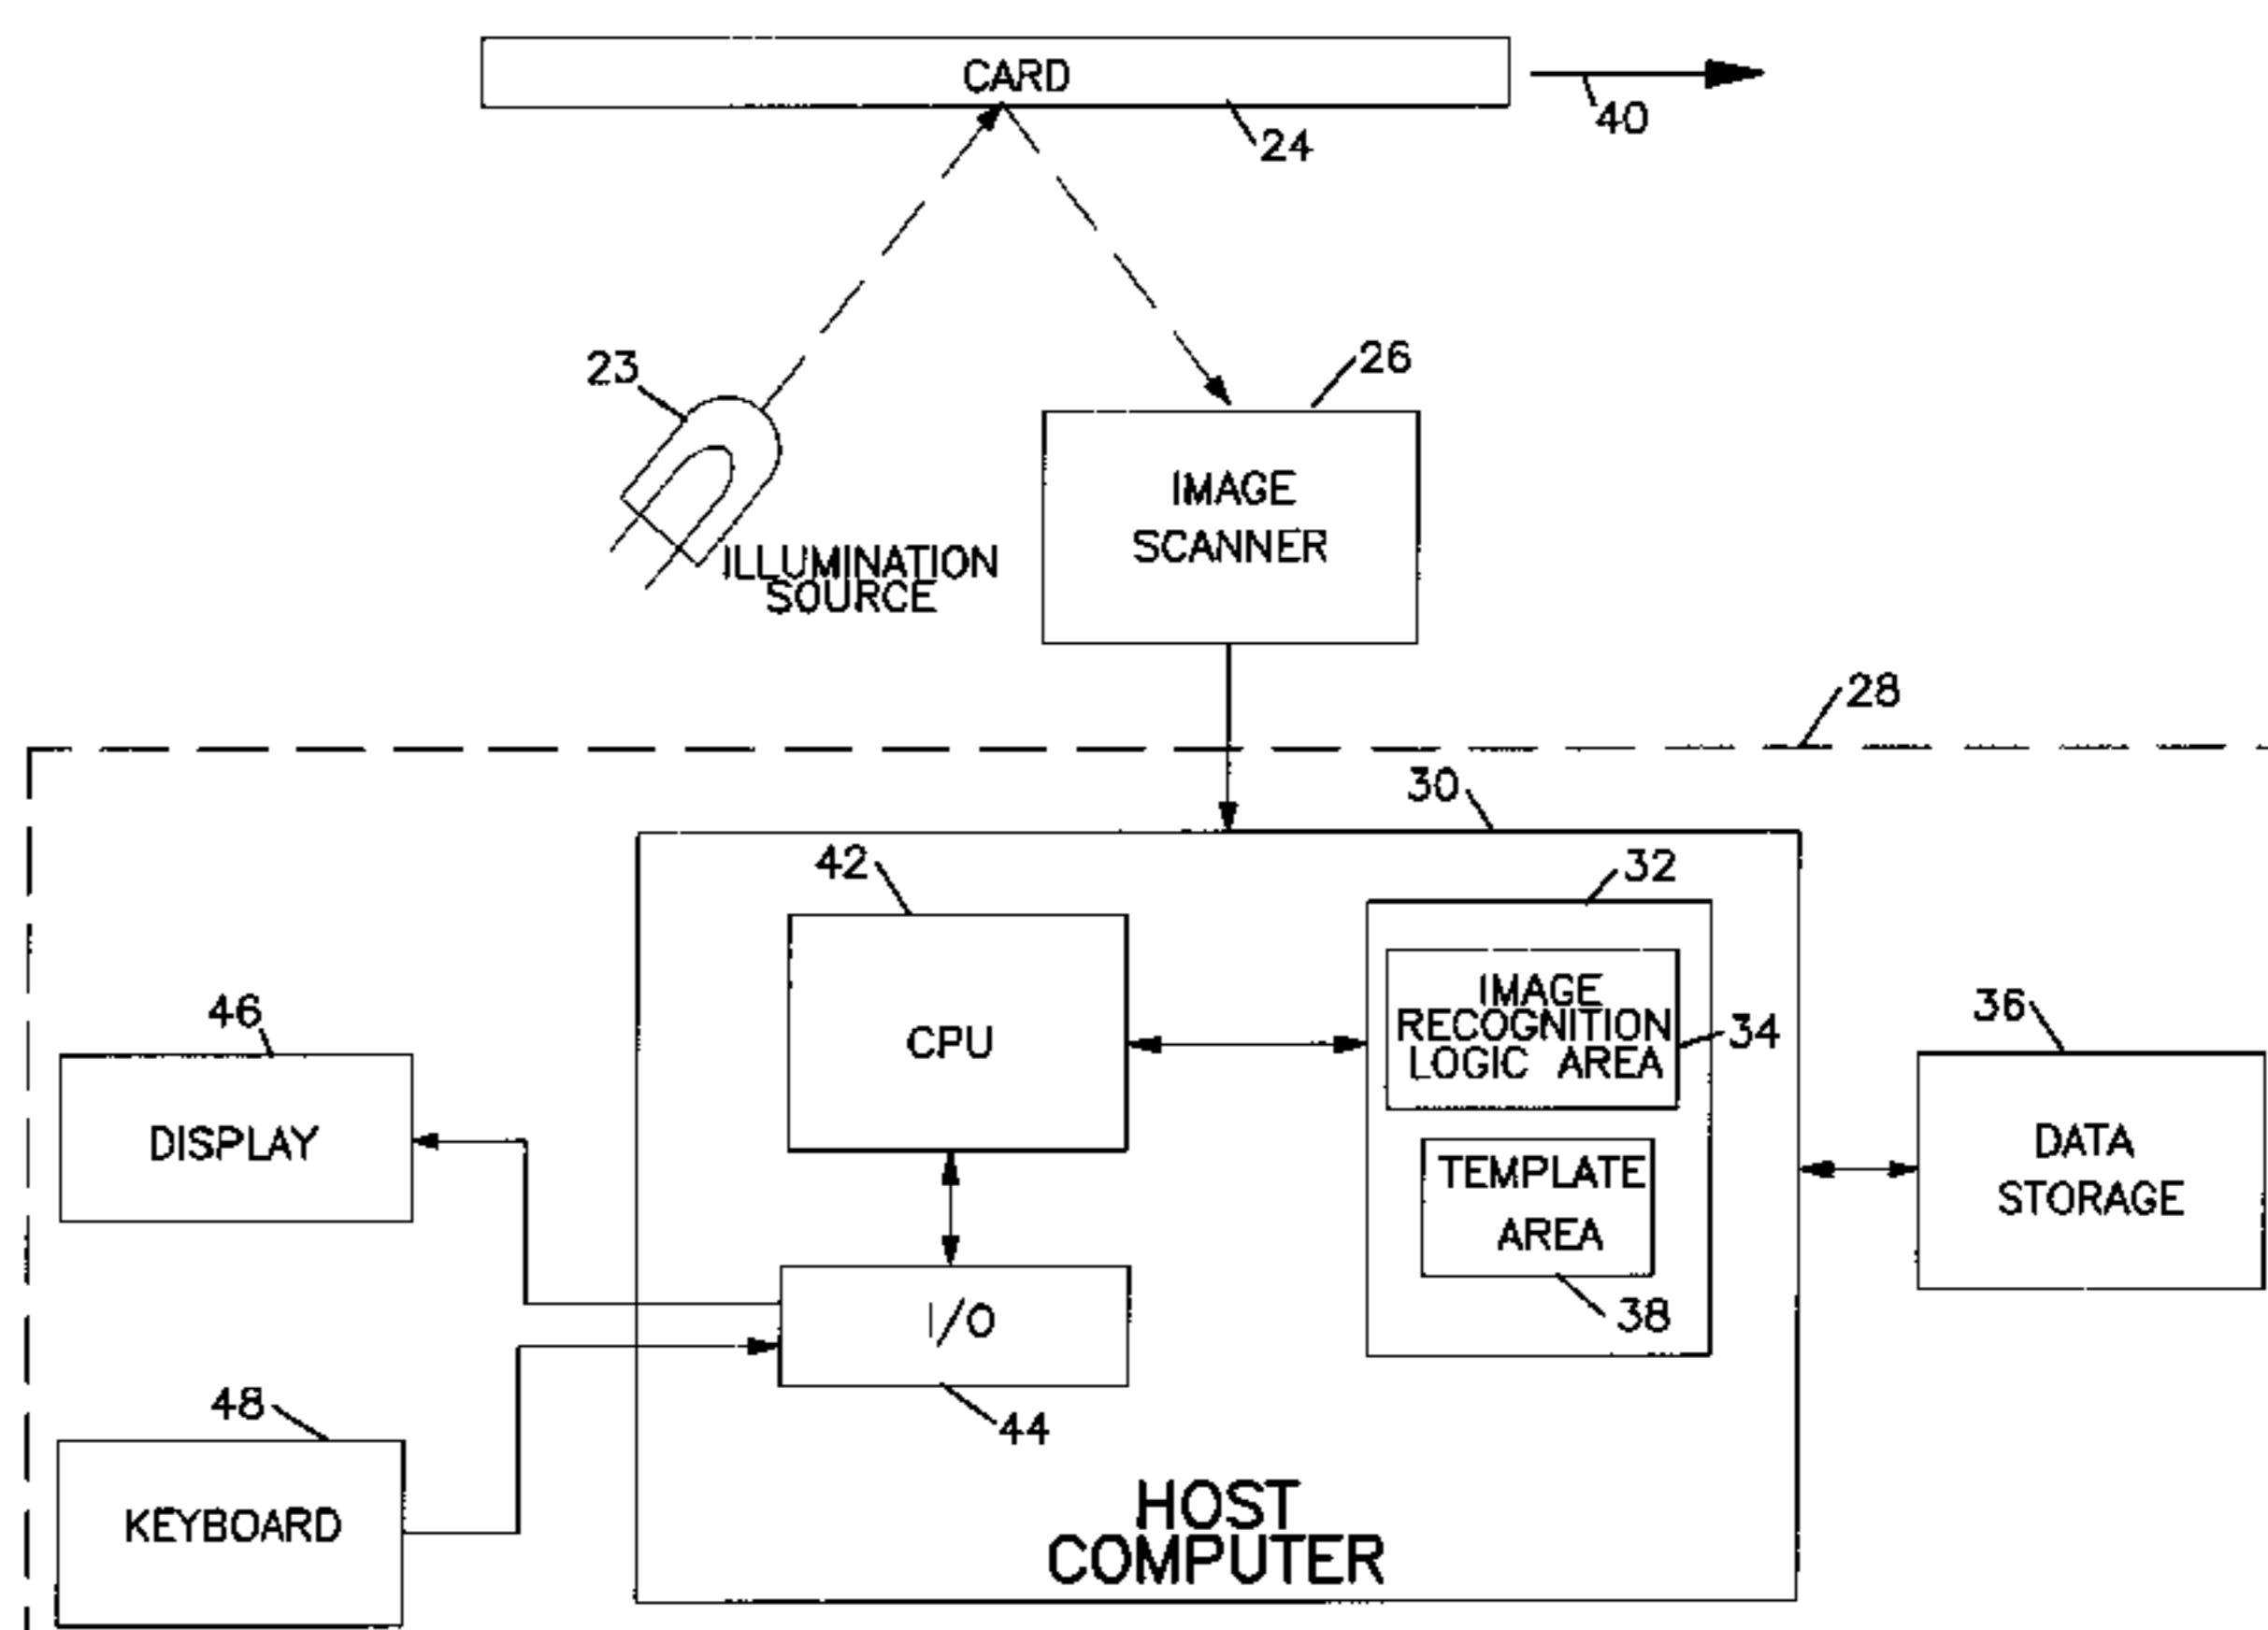 CARD
40
24
23
26
IMAGE
SCANNER
ILLUMINATION
SOURCE
28
30
42
32
IMAGE
RECOGNITION
LOGIC AREA
34
46
36
CPU
DISPLAY
DATA
STORAGE
TEMPLATE
AREA
38
I/O
48
44
KEYBOARD
HOST
COMPUTER